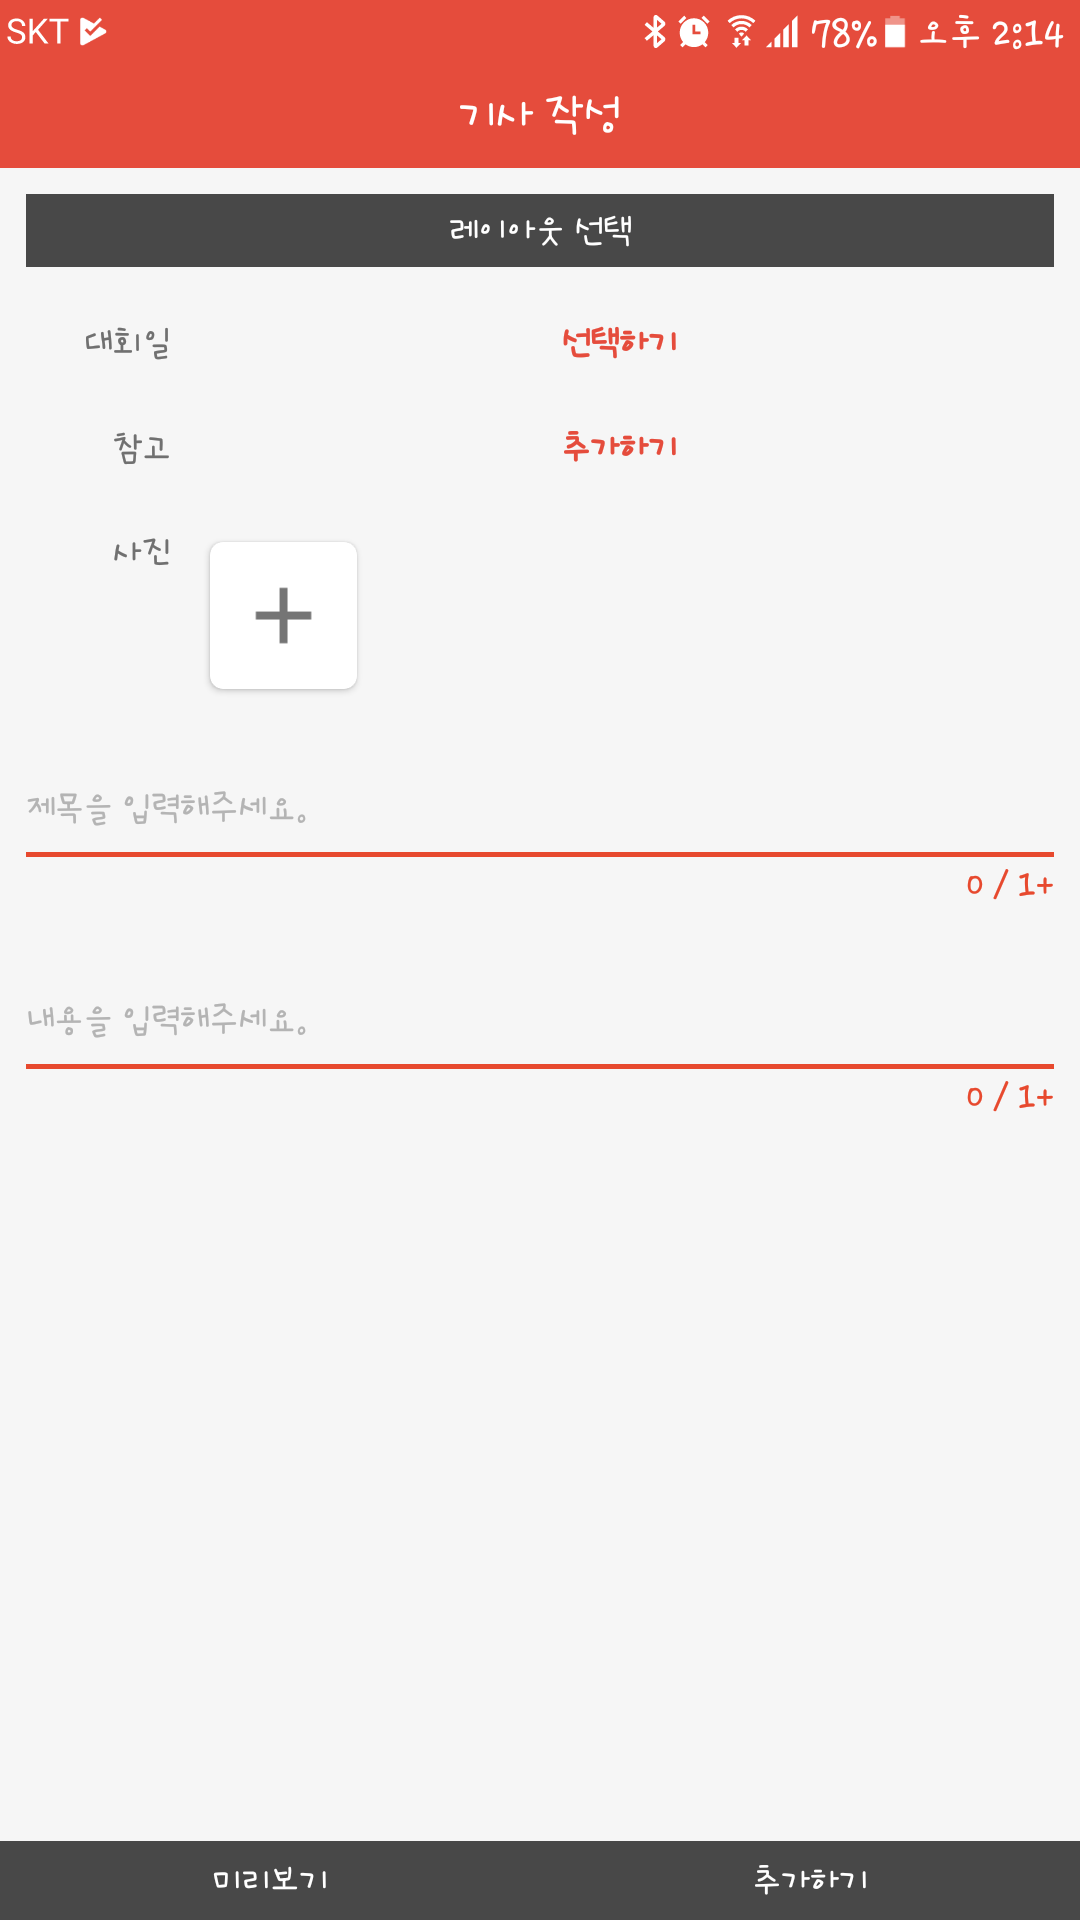 SKT 78% 오후 2:14
기사 작성
레이아웃 선택
대회일 선택하기
참고 추가하기
사진
제목을 입력해주세요.
0 / 1+
내용을 입력해주세요.
0 / 1+
미리보기 추가하기